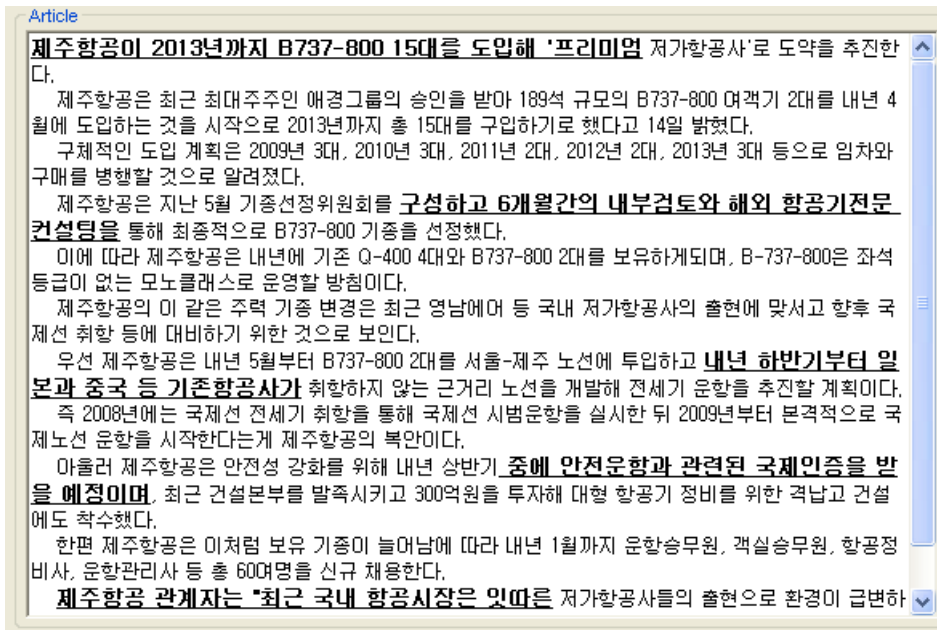 Article
제주항공이 2013년까지 B737-800 15대를 도입해 '프리미엄 저가항공사'로 도약을 추진한
다.
제주항공은 최근 최대주주인 애경그룹의 승인을 받아 189석 규모의 B737-800 여객기 2대를 내년 4
월에 도입하는 것을 시작으로 2013년까지 총 15대를 구입하기로 했다고 14일 밝혔다.
구체적인 도입 계획은 2009년 3대, 2010년 3대, 2011년 2대, 2012년 2대, 2013년 3대 등으로 임차와
구매를 병행할 것으로 알려졌다.
제주항공은 지난 5월 기종선정위원회를 구성하고 6개월간의 내부검토와 해외 항공기전문
컨설팅을 통해 최종적으로 B737-800 기종을 선정했다.
이에 따라 제주항공은 내년에 기존 Q-400 4대와 B737-800 2대를 보유하게되며, B-737-800은 좌석
등급이 없는 모노클래스로 운영할 방침이다.
제주항공의 이 같은 주력 기종 변경은 최근 영남에어 등 국내 저가항공사의 출현에 맞서고 향후 국
제선 취항 등에 대비하기 위한 것으로 보인다.
우선 제주항공은 내년 5월부터 B737-800 2대를 서울-제주 노선에 투입하고 내년 하반기부터 일
본과 중국 등 기존항공사가 취항하지 않는 근거리 노선을 개발해 전세기 운항을 추진할 계획이다.
즉 2008년에는 국제선 전세기 취항을 통해 국제선 시범운항을 실시한 뒤 2009년부터 본격적으로 국
제노선 운항을 시작한다는게 제주항공의 복안이다.
아울러 제주항공은 안전성 강화를 위해 내년 상반기 중에 안전운항과 관련된 국제인증을 받
을 예정이며, 최근 건설본부를 발족시키고 300억원을 투자해 대형 항공기 정비를 위한 격납고 건설
에도 착수했다.
한편 제주항공은 이처럼 보유 기종이 늘어남에 따라 내년 1월까지 운항승무원, 객실승무원, 항공정
비사, 운항관리사 등 총 60여명을 신규 채용한다.
제주항공 관계자는 "최근 국내 항공시장은 잇따른 저가항공사들의 출현으로 환경이 급변하